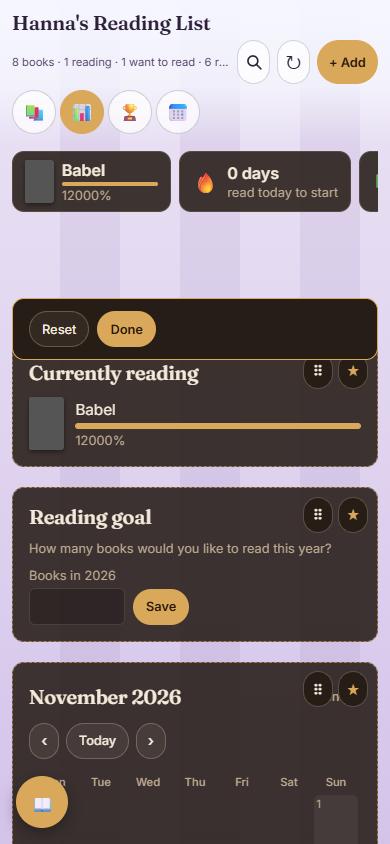 Hanna's Reading List
8 books · 1 reading · 1 want to read · 6 r...
+ Add
Babel
12000%
0 days
read today to start
Reset
Done
Currently reading
Babel
12000%
Reading goal
How many books would you like to read this year?
Books in 2026
Save
November 2026
‹
Today
›
Tue
Wed
Thu
Fri
Sat
Sun
1